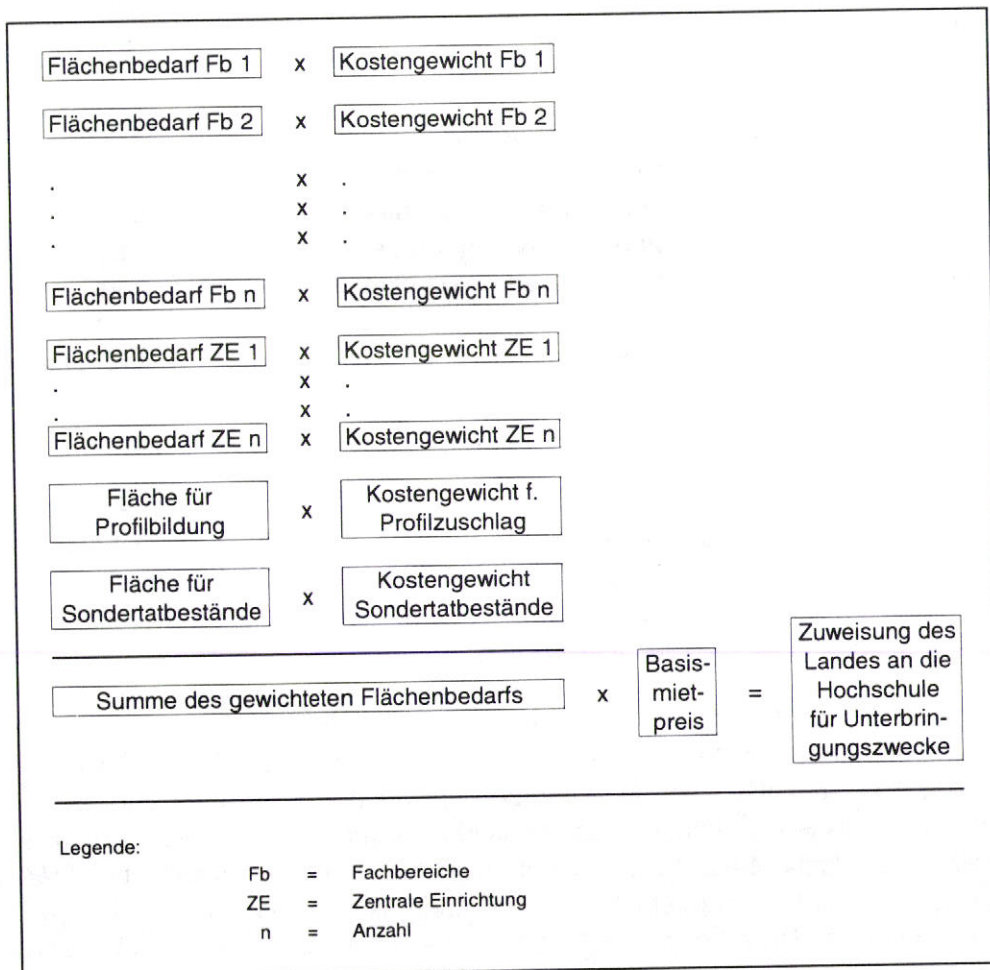 Flächenbedarf Fb 1 x Kostengewicht Fb 1
Flächenbedarf Fb 2 x Kostengewicht Fb 2
. x .
. x .
. x .
Flächenbedarf Fb n x Kostengewicht Fb n
Flächenbedarf ZE 1 x Kostengewicht ZE 1
. x .
. x .
Flächenbedarf ZE n x Kostengewicht ZE n
Fläche für
Profilbildung
x
Kostengewicht f.
Profilzuschlag
Fläche für
Sondertatbestände
x
Kostengewicht
Sondertatbestände
Summe des gewichteten Flächenbedarfs
x
Basis-
miet-
preis
=
Zuweisung des
Landes an die
Hochschule
für Unterbrin-
gungszwecke
Legende:
Fb = Fachbereiche
ZE = Zentrale Einrichtung
n = Anzahl